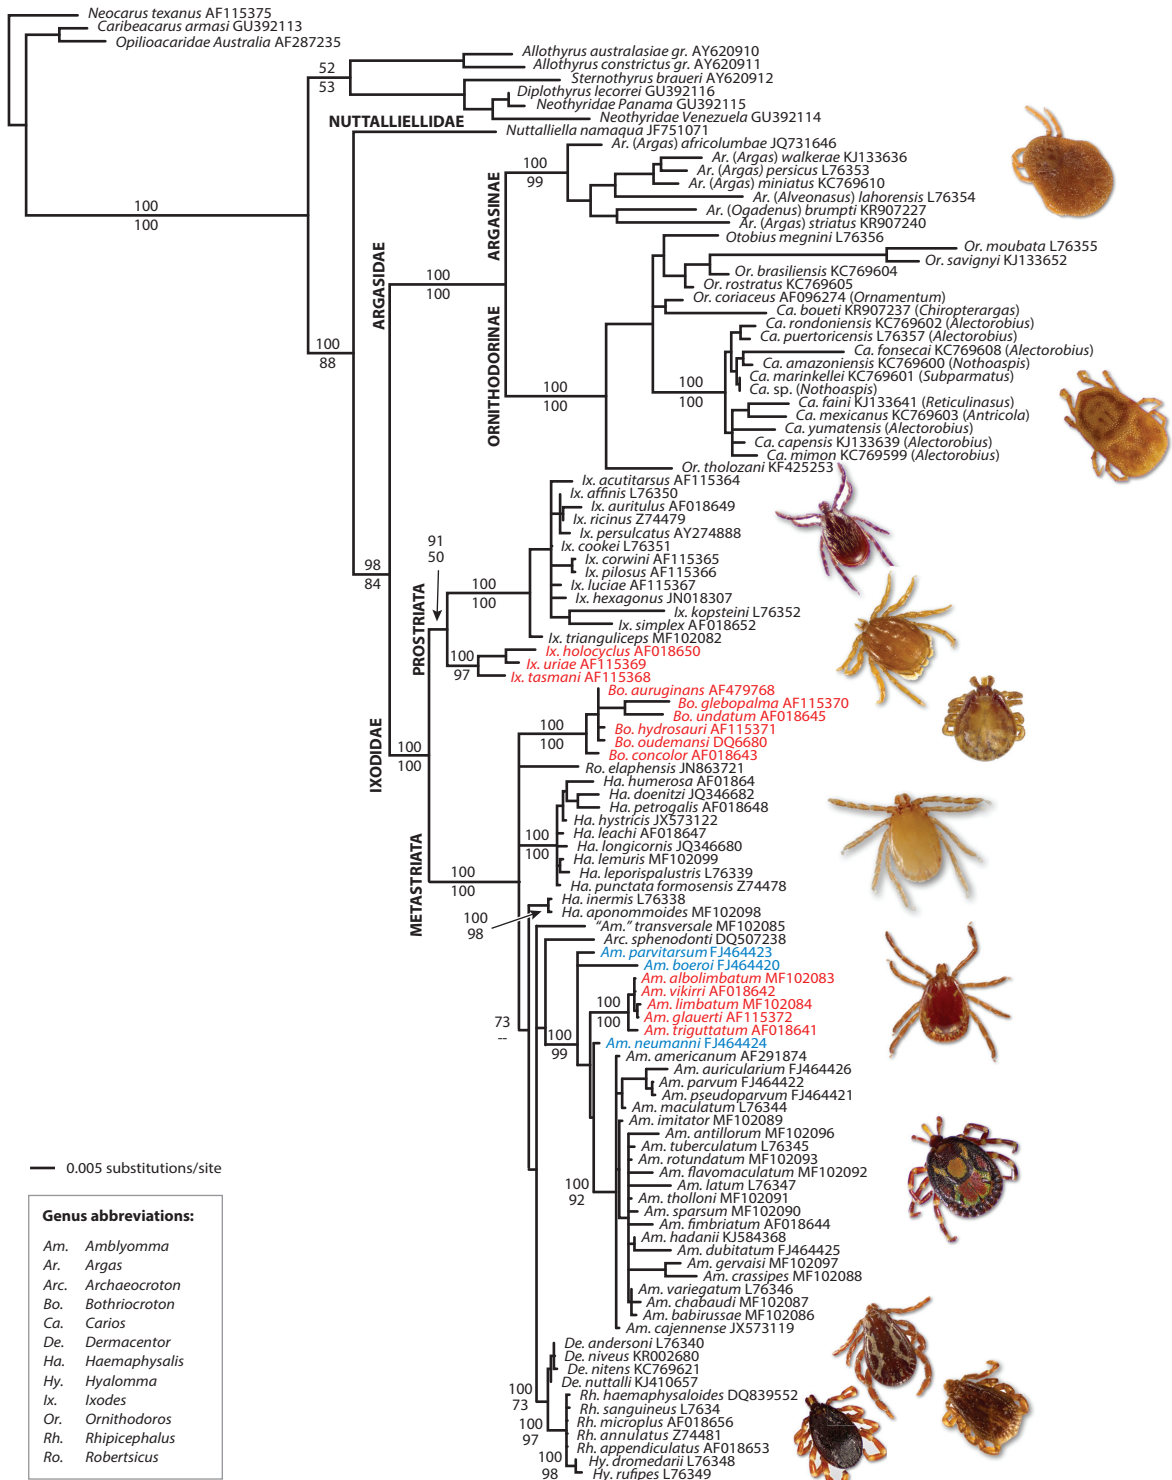 Neocarus texanus AF115375
Caribeacarus armasi GU392113
Opilioacaridae Australia AF287235
Allothyrus australasiae gr. AY620910
52
Allothyrus constrictus gr. AY620911
53
Sternothyrus braueri AY620912
Diplothyrus lecorrei GU392116
Neothyridae Panama GU392115
Neothyridae Venezuela GU392114
NUTTALLIELLIDAE
Nuttalliella namaqua JF751071
Ar. (Argas) africolumbae JQ731646
Ar. (Argas) walkerae KJ133636
100
99
Ar. (Argas) persicus L76353
Ar. (Argas) miniatus KC769610
Ar. (Alveonasus) lahorensis L76354
Ar. (Ogadenus) brumpti KR907227
Ar. (Argas) striatus KR907240
ARGASINAE
100
100
Otobius megnini L76356
Or. moubata L76355
Or. savignyi KJ133652
Or. brasiliensis KC769604
Or. rostratus KC769605
ARGASIDAE
100
100
Or. coriaceus AF096274 (Ornamentum)
Ca. boueti KR907237 (Chiropterargas)
Ca. rondoniensis KC769602 (Alectorobius)
Ca. puertoricensis L76357 (Alectorobius)
100
88
Ca. fonsecai KC769608 (Alectorobius)
Ca. amazoniensis KC769600 (Nothoaspis)
Ca. marinkellei KC769601 (Subparmatus)
Ca. sp. (Nothoaspis)
100
100
100
100
ORNITHODORINAE
Ca. faini KJ133641 (Reticulinasus)
Ca. mexicanus KC769603 (Antricola)
Ca. yumatensis (Alectorobius)
Ca. capensis KJ133639 (Alectorobius)
Ca. mimon KC769599 (Alectorobius)
Or. tholozani KF425253
Ix. acutitarsus AF115364
Ix. affinis L76350
Ix. auritulus AF018649
Ix. ricinus Z74479
Ix. persulcatus AY274888
91
50
Ix. cookei L76351
Ix. corwini AF115365
98
84
Ix. pilosus AF115366
Ix. luciae AF115367
100
100
Ix. hexagonus JN018307
Ix. kopsteini L76352
Ix. simplex AF018652
Ix. trianguliceps MF102082
PROSTRIATA
Ix. holocyclus AF018650
100
97
Ix. uriae AF115369
Ix. tasmani AF115368
Bo. auruginans AF479768
Bo. glebopalma AF115370
Bo. undatum AF018645
Bo. hydrosauri AF115371
100
100
Bo. oudemansi DQ6680
Bo. concolor AF018643
IXODIDAE
100
100
Ro. elaphensis JN863721
Ha. humerosa AF01864
Ha. doenitzi JQ346682
Ha. petrogalis AF018648
Ha. hystricis JX573122
Ha. leachi AF018647
100
100
Ha. longicornis JQ346680
Ha. lemuris MF102099
Ha. leporispalustris L76339
Ha. punctata formosensis Z74478
METASTRIATA
100
100
Ha. inermis L76338
Ha. aponommoides MF102098
100
98
"Am." transversale MF102085
Arc. sphenodonti DQ507238
Am. parvitarsum FJ464423
Am. boeroi FJ464420
Am. albolimbatum MF102083
Am. vikirri AF018642
Am. limbatum MF102084
100
100
Am. glauerti AF115372
Am. triguttatum AF018641
73
--
100
99
Am. neumanni FJ464424
Am. americanum AF291874
Am. auricularium FJ464426
Am. parvum FJ464422
Am. pseudoparvum FJ464421
Am. maculatum L76344
Am. imitator MF102089
Am. antillorum MF102096
Am. tuberculatum L76345
Am. rotundatum MF102093
Am. flavomaculatum MF102092
100
92
Am. latum L76347
Am. tholloni MF102091
Am. sparsum MF102090
Am. fimbriatum AF018644
Am. hadanii KJ584368
Am. dubitatum FJ464425
Am. gervaisi MF102097
Am. crassipes MF102088
Am. variegatum L76346
Am. chabaudi MF102087
Am. babirussae MF102086
Am. cajennense JX573119
De. andersoni L76340
De. niveus KR002680
De. nitens KC769621
De. nuttalli KJ410657
100
73
Rh. haemaphysaloides DQ839552
Rh. sanguineus L7634
Rh. microplus AF018656
100
97
Rh. annulatus Z74481
Rh. appendiculatus AF018653
100
98
Hy. dromedarii L76348
Hy. rufipes L76349
0.005 substitutions/site
Genus abbreviations:
Am. Amblyomma
Ar. Argas
Arc. Archaeocroton
Bo. Bothriocroton
Ca. Carios
De. Dermacentor
Ha. Haemaphysalis
Hy. Hyalomma
Ix. Ixodes
Or. Ornithodoros
Rh. Rhipicephalus
Ro. Robertsicus